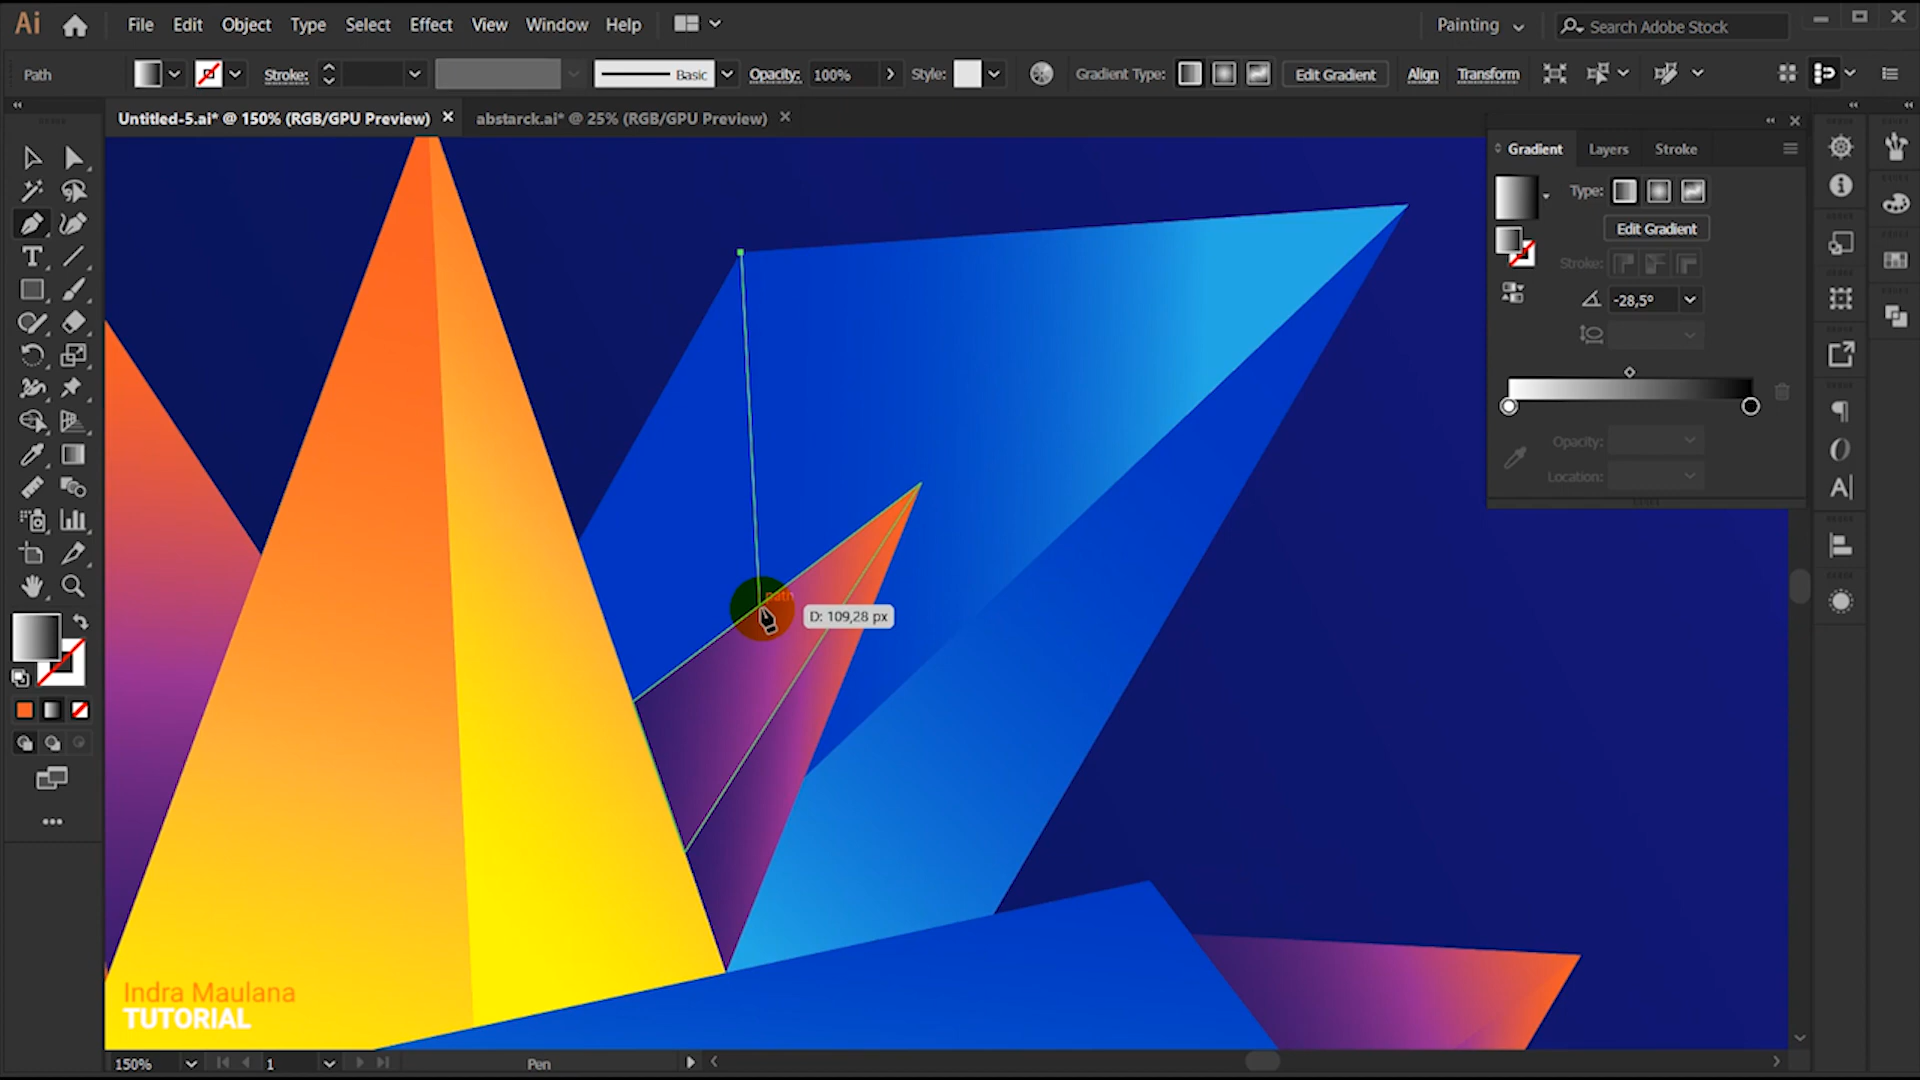 Ai File Edit Object Type Select Effect View Window Help Painting Search Adobe Stock
Path Stroke: Basic Opacity: 100% Style: Gradient Type: Edit Gradient Align Transform
Untitled-5.ai* @ 150% (RGB/GPU Preview) abstarck.ai* @ 25% (RGB/GPU Preview)
Gradient Layers Stroke
Type:
Edit Gradient
Stroke:
-28,5°
Opacity:
Location:
path
D: 109,28 px
Indra Maulana
TUTORIAL
150% 1 Pen